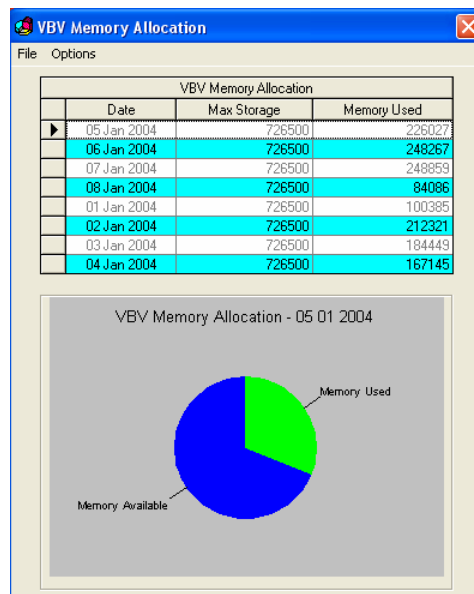 VBV Memory Allocation
File Options
VBV Memory Allocation
Date Max Storage Memory Used
05 Jan 2004 726500 226027
06 Jan 2004 726500 248267
07 Jan 2004 726500 248859
08 Jan 2004 726500 84086
01 Jan 2004 726500 100385
02 Jan 2004 726500 212321
03 Jan 2004 726500 184449
04 Jan 2004 726500 167145
VBV Memory Allocation - 05 01 2004
Memory Used
Memory Available